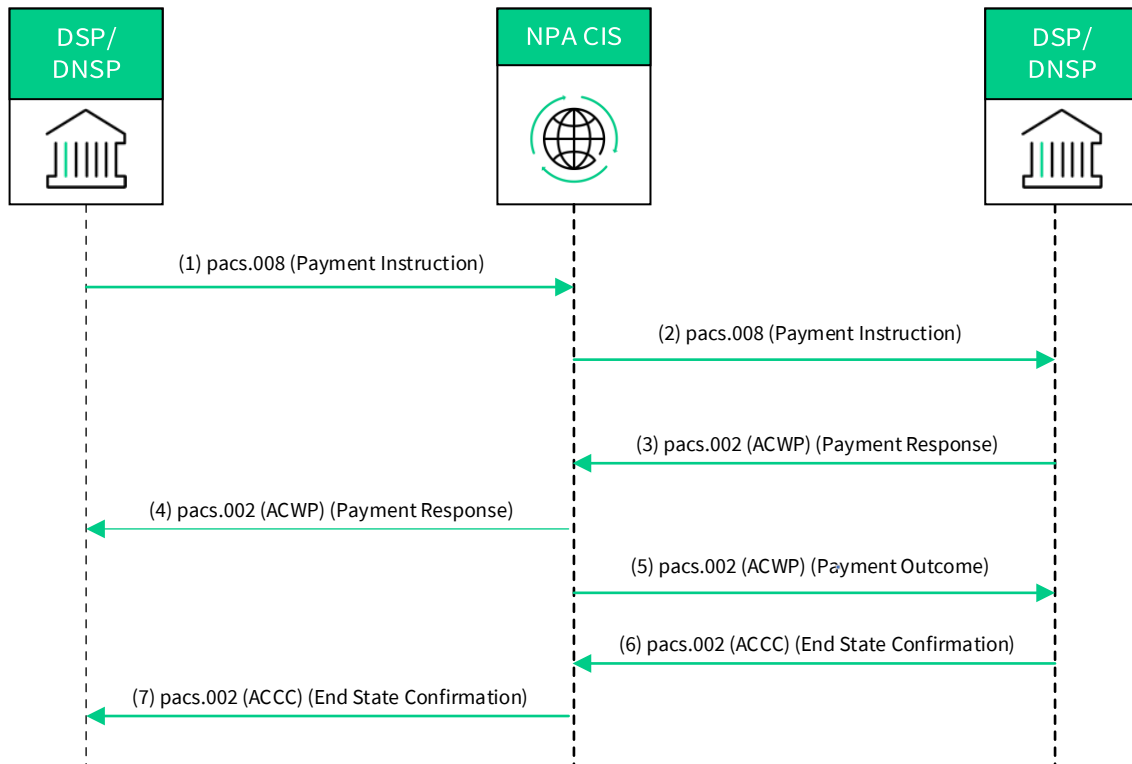 DSP/
DNSP
NPA CIS
DSP/
DNSP
(1) pacs.008 (Payment Instruction)
(2) pacs.008 (Payment Instruction)
(3) pacs.002 (ACWP) (Payment Response)
(4) pacs.002 (ACWP) (Payment Response)
(5) pacs.002 (ACWP) (Payment Outcome)
(6) pacs.002 (ACCC) (End State Confirmation)
(7) pacs.002 (ACCC) (End State Confirmation)